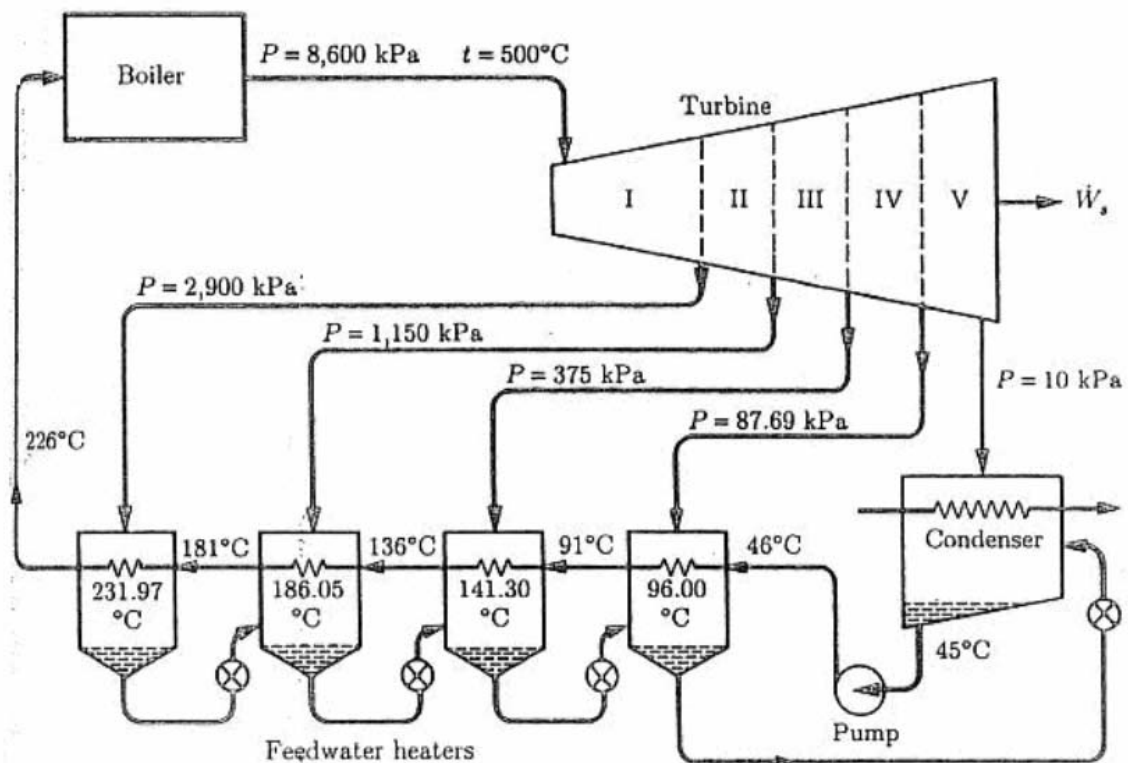 P = 8,600 kPa t = 500°C
Boiler
Turbine
I II III IV V
Ẇs
P = 2,900 kPa
P = 1,150 kPa
P = 375 kPa
P = 10 kPa
P = 87.69 kPa
226°C
181°C 136°C 91°C 46°C
Condenser
231.97 186.05 141.30 96.00
°C °C °C °C
45°C
Pump
Feedwater heaters